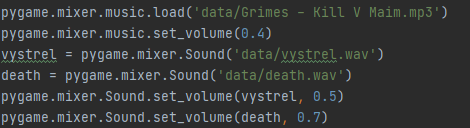 pygame.mixer.music.load('data/Grimes - Kill V Maim.mp3')
pygame.mixer.music.set_volume(0.4)
vystrel = pygame.mixer.Sound('data/vystrel.wav')
death = pygame.mixer.Sound('data/death.wav')
pygame.mixer.Sound.set_volume(vystrel, 0.5)
pygame.mixer.Sound.set_volume(death, 0.7)